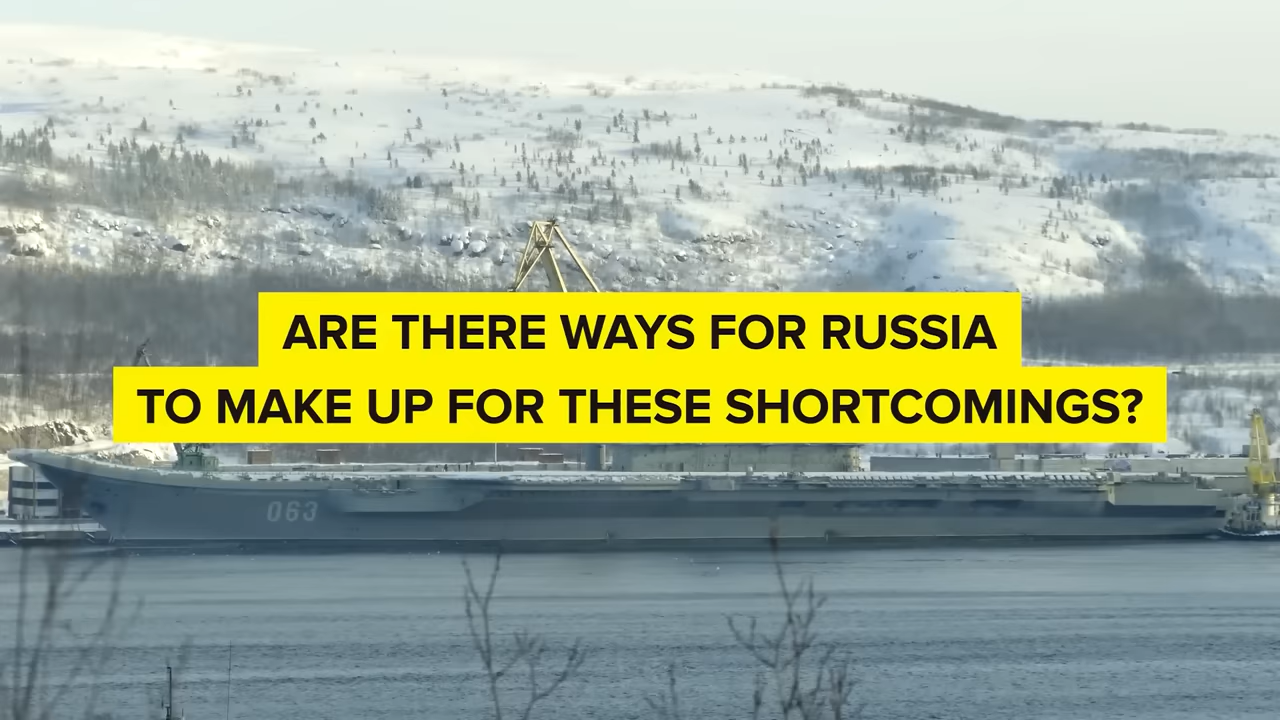 ARE THERE WAYS FOR RUSSIA
TO MAKE UP FOR THESE SHORTCOMINGS?
063